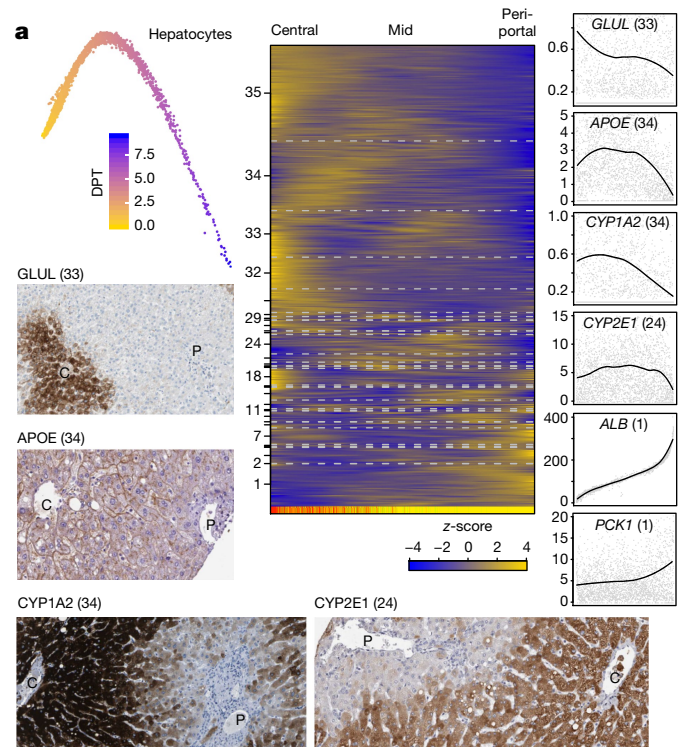 a
Hepatocytes
DPT
7.5
5.0
2.5
0.0
Central
Mid
Peri-
portal
35
34
33
32
29
24
18
11
7
2
1
z-score
−4
−2
0
2
4
GLUL (33)
0.6
0.2
APOE (34)
5
4
3
2
1
0
CYP1A2 (34)
1.0
0.6
0.2
CYP2E1 (24)
15
10
5
0
ALB (1)
400
200
0
PCK1 (1)
20
15
10
5
0
GLUL (33)
C
P
APOE (34)
C
P
CYP1A2 (34)
C
P
CYP2E1 (24)
P
C